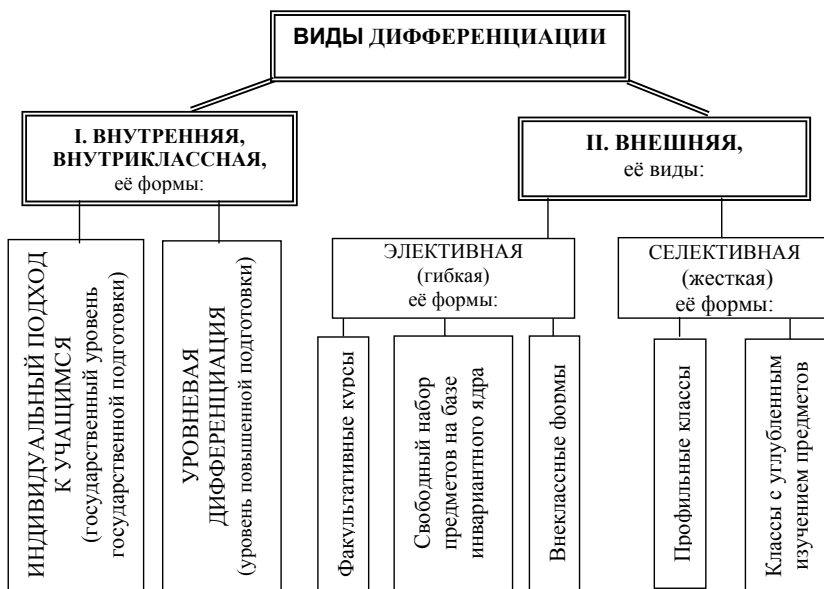 ВИДЫ ДИФФЕРЕНЦИАЦИИ
I. ВНУТРЕННЯЯ,
ВНУТРИКЛАССНАЯ,
её формы:
II. ВНЕШНЯЯ,
её виды:
ИНДИВИДУАЛЬНЫЙ ПОДХОД
К УЧАЩИМСЯ
(государственный уровень
государственной подготовки)
УРОВНЕВАЯ
ДИФФЕРЕНЦИАЦИЯ
(уровень повышенной подготовки)
ЭЛЕКТИВНАЯ
(гибкая)
её формы:
СЕЛЕКТИВНАЯ
(жесткая)
её формы:
Факультативные курсы
Свободный набор
предметов на базе
инвариантного ядра
Внеклассные формы
Профильные классы
Классы с углубленным
изучением предметов